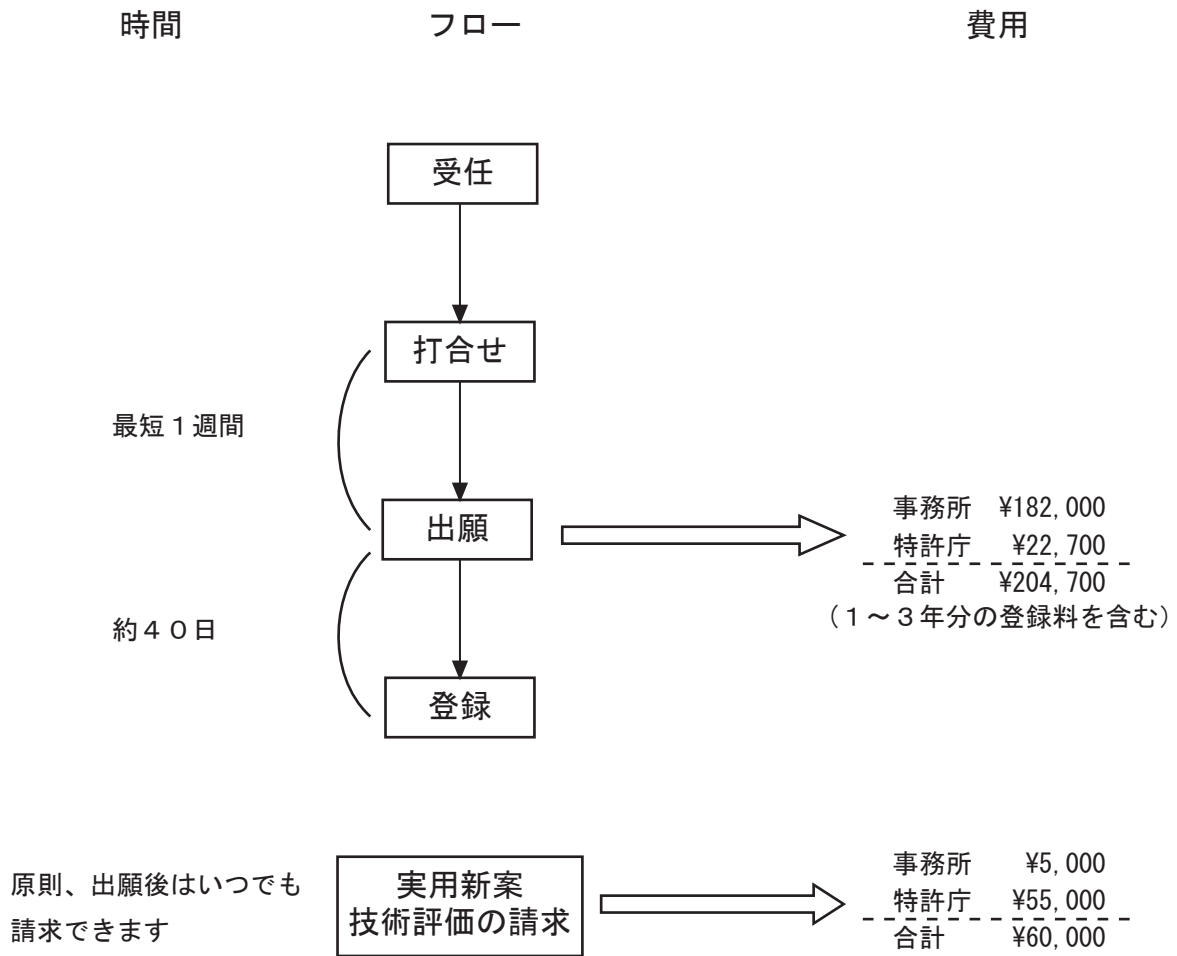 時間 フロー 費用
受任
打合せ
最短１週間
出願
事務所 ¥182,000
特許庁 ¥22,700
合計 ¥204,700
（１～３年分の登録料を含む）
約４０日
登録
原則、出願後はいつでも
請求できます
実用新案
技術評価の請求
事務所 ¥5,000
特許庁 ¥55,000
合計 ¥60,000